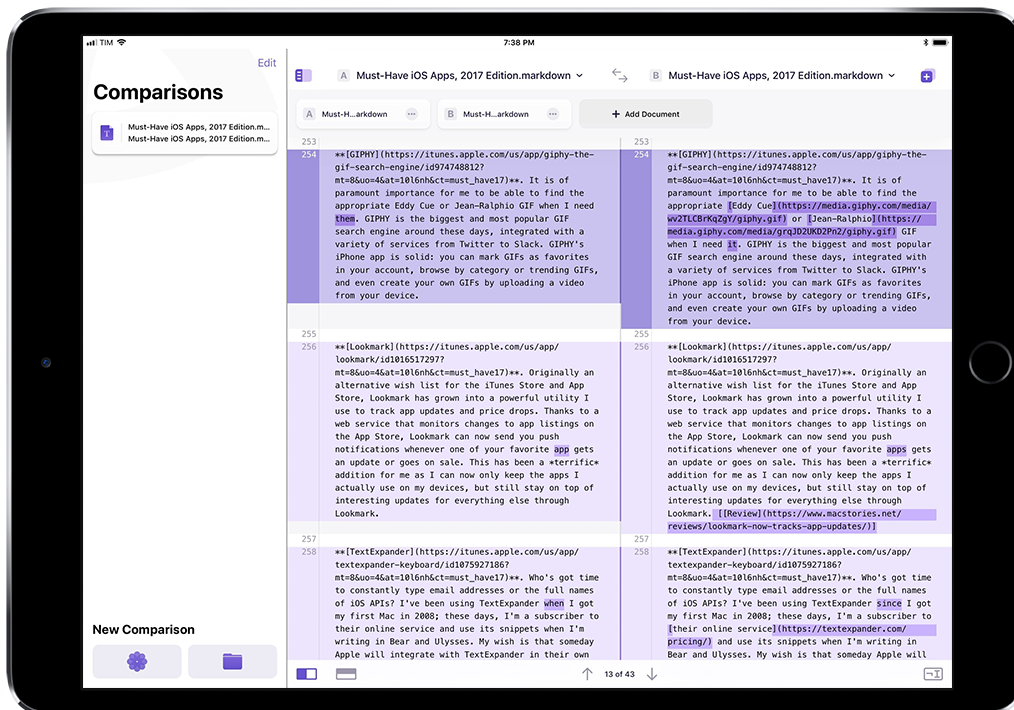 TIM
7:38 PM
Edit
Comparisons
Must-Have iOS Apps, 2017 Edition.m...
Must-Have iOS Apps, 2017 Edition.m...
New Comparison
A Must-Have iOS Apps, 2017 Edition.markdown
B Must-Have iOS Apps, 2017 Edition.markdown
A Must-H...arkdown ···
B Must-H...arkdown ···
+ Add Document
253
254
**[GIPHY](https://itunes.apple.com/us/app/giphy-the-
gif-search-engine/id974748812?
mt=8&uo=4&at=10l6nh&ct=must_have17)**. It is of
paramount importance for me to be able to find the
appropriate Eddy Cue or Jean-Ralphio GIF when I need
them. GIPHY is the biggest and most popular GIF
search engine around these days, integrated with a
variety of services from Twitter to Slack. GIPHY's
iPhone app is solid: you can mark GIFs as favorites
in your account, browse by category or trending GIFs,
and even create your own GIFs by uploading a video
from your device.
255
256
**[Lookmark](https://itunes.apple.com/us/app/
lookmark/id1016517297?
mt=8&uo=4&at=10l6nh&ct=must_have17)**. Originally an
alternative wish list for the iTunes Store and App
Store, Lookmark has grown into a powerful utility I
use to track app updates and price drops. Thanks to a
web service that monitors changes to app listings on
the App Store, Lookmark can now send you push
notifications whenever one of your favorite app gets
an update or goes on sale. This has been a *terrific*
addition for me as I can now only keep the apps I
actually use on my devices, but still stay on top of
interesting updates for everything else through
Lookmark.
257
258
**[TextExpander](https://itunes.apple.com/us/app/
textexpander-keyboard/id1075927186?
mt=8&uo=4&at=10l6nh&ct=must_have17)**. Who's got time
to constantly type email addresses or the full names
of iOS APIs? I've been using TextExpander when I got
my first Mac in 2008; these days, I'm a subscriber to
their online service and use its snippets when I'm
writing in Bear and Ulysses. My wish is that someday
Apple will integrate with TextExpander in their own
253
254
**[GIPHY](https://itunes.apple.com/us/app/giphy-the-
gif-search-engine/id974748812?
mt=8&uo=4&at=10l6nh&ct=must_have17)**. It is of
paramount importance for me to be able to find the
appropriate [Eddy Cue](https://media.giphy.com/media/
wv2TLCBrKqZgY/giphy.gif) or [Jean-Ralphio](https://
media.giphy.com/media/grqJD2UKD2Pn2/giphy.gif) GIF
when I need it. GIPHY is the biggest and most popular
GIF search engine around these days, integrated with
a variety of services from Twitter to Slack. GIPHY's
iPhone app is solid: you can mark GIFs as favorites
in your account, browse by category or trending GIFs,
and even create your own GIFs by uploading a video
from your device.
255
256
**[Lookmark](https://itunes.apple.com/us/app/
lookmark/id1016517297?
mt=8&uo=4&at=10l6nh&ct=must_have17)**. Originally an
alternative wish list for the iTunes Store and App
Store, Lookmark has grown into a powerful utility I
use to track app updates and price drops. Thanks to a
web service that monitors changes to app listings on
the App Store, Lookmark can now send you push
notifications whenever one of your favorite apps gets
an update or goes on sale. This has been a *terrific*
addition for me as I can now only keep the apps I
actually use on my devices, but still stay on top of
interesting updates for everything else through
Lookmark. [[Review](https://www.macstories.net/
reviews/lookmark-now-tracks-app-updates/)]
257
258
**[TextExpander](https://itunes.apple.com/us/app/
textexpander-keyboard/id1075927186?
mt=8&uo=4&at=10l6nh&ct=must_have17)**. Who's got time
to constantly type email addresses or the full names
of iOS APIs? I've been using TextExpander since I got
my first Mac in 2008; these days, I'm a subscriber to
[their online service](https://textexpander.com/
pricing/) and use its snippets when I'm writing in
Bear and Ulysses. My wish is that someday Apple will
13 of 43